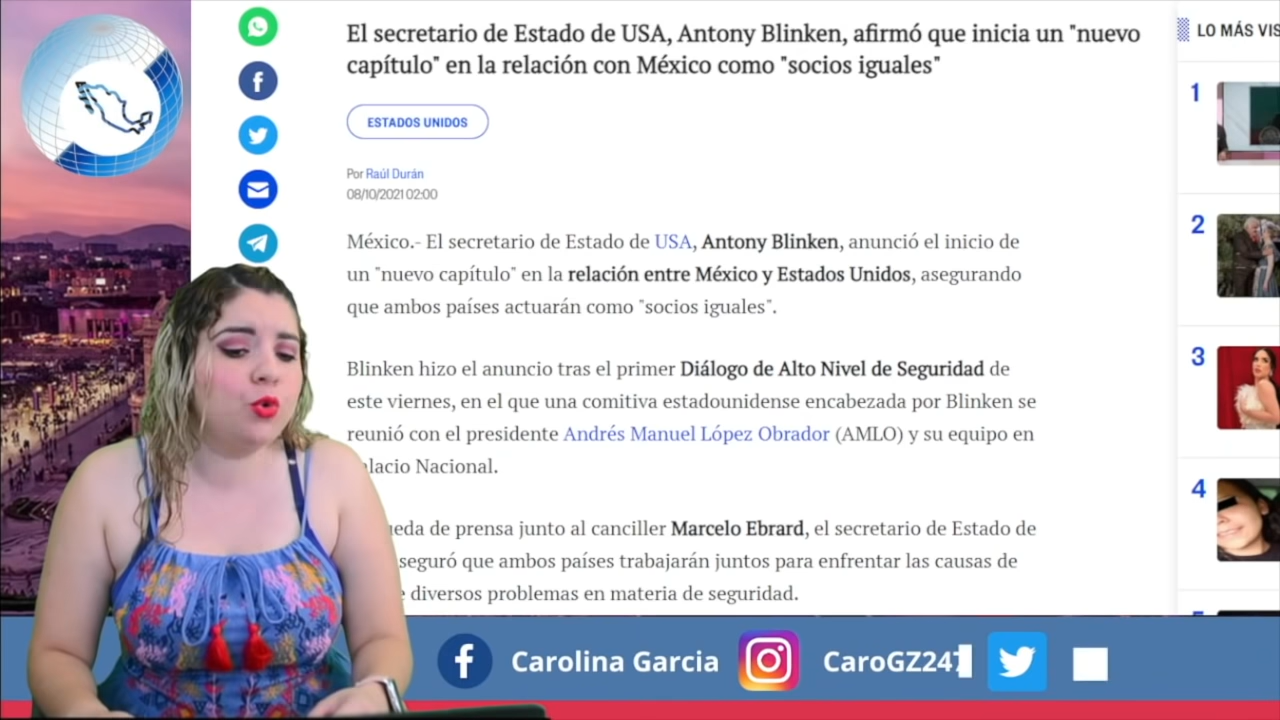 El secretario de Estado de USA, Antony Blinken, afirmó que inicia un "nuevo
capítulo" en la relación con México como "socios iguales"
ESTADOS UNIDOS
Por Raúl Durán
08/10/2021 02:00
México.- El secretario de Estado de USA, Antony Blinken, anunció el inicio de
un "nuevo capítulo" en la relación entre México y Estados Unidos, asegurando
que ambos países actuarán como "socios iguales".
Blinken hizo el anuncio tras el primer Diálogo de Alto Nivel de Seguridad de
este viernes, en el que una comitiva estadounidense encabezada por Blinken se
reunió con el presidente Andrés Manuel López Obrador (AMLO) y su equipo en
Nacional.
de prensa junto al canciller Marcelo Ebrard, el secretario de Estado de
que ambos países trabajarán juntos para enfrentar las causas de
diversos problemas en materia de seguridad.
LO MÁS
1
2
3
4
Carolina Garcia
CaroGZ247